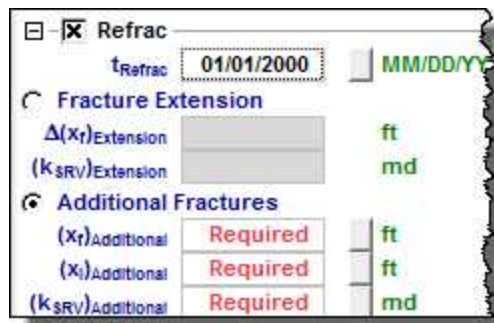 Refrac
tRefrac 01/01/2000 MM/DD/YY
Fracture Extension
Δ(xf)Extension ft
(kSRV)Extension md
Additional Fractures
(xf)Additional Required ft
(xI)Additional Required ft
(kSRV)Additional Required md